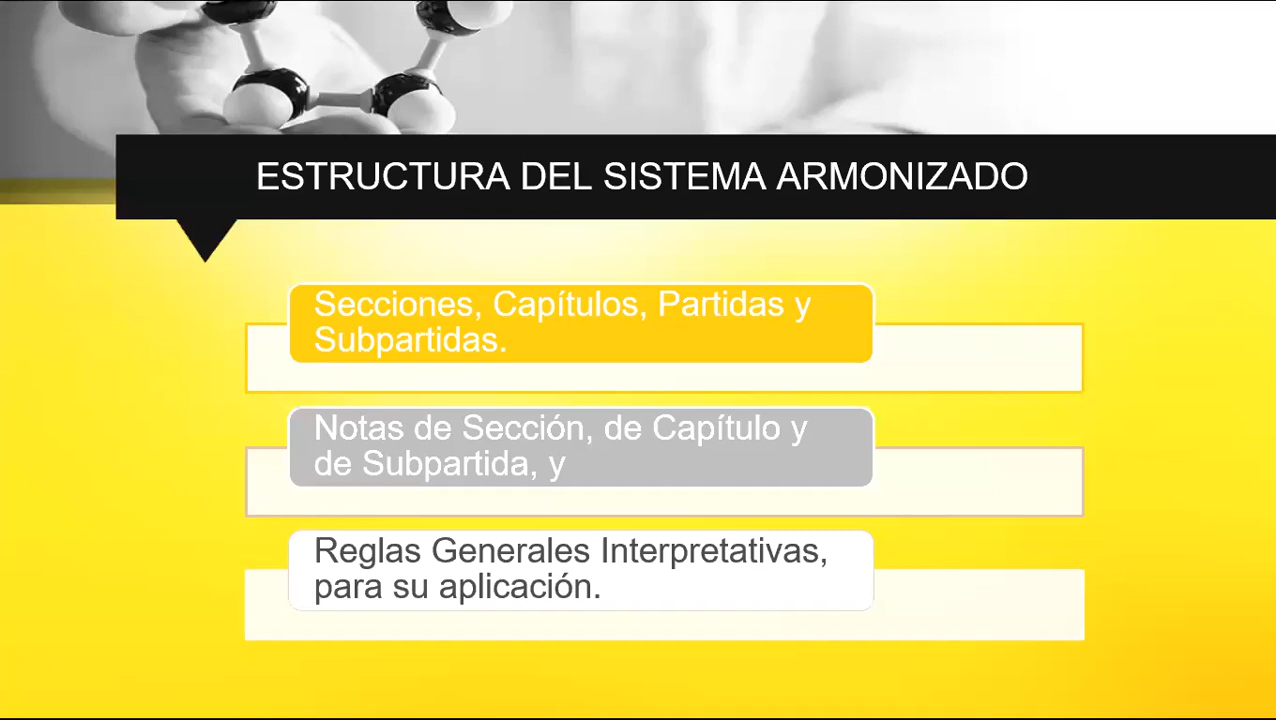 ESTRUCTURA DEL SISTEMA ARMONIZADO
Secciones, Capítulos, Partidas y
Subpartidas.
Notas de Sección, de Capítulo y
de Subpartida, y
Reglas Generales Interpretativas,
para su aplicación.